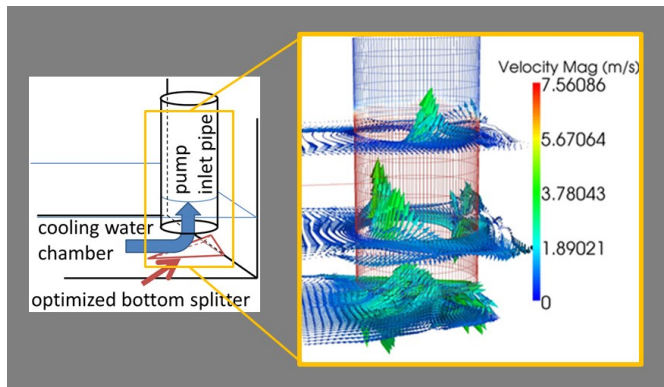 pump
inlet pipe
cooling water
chamber
optimized bottom splitter
Velocity Mag (m/s)
7.56086
5.67064
3.78043
1.89021
0